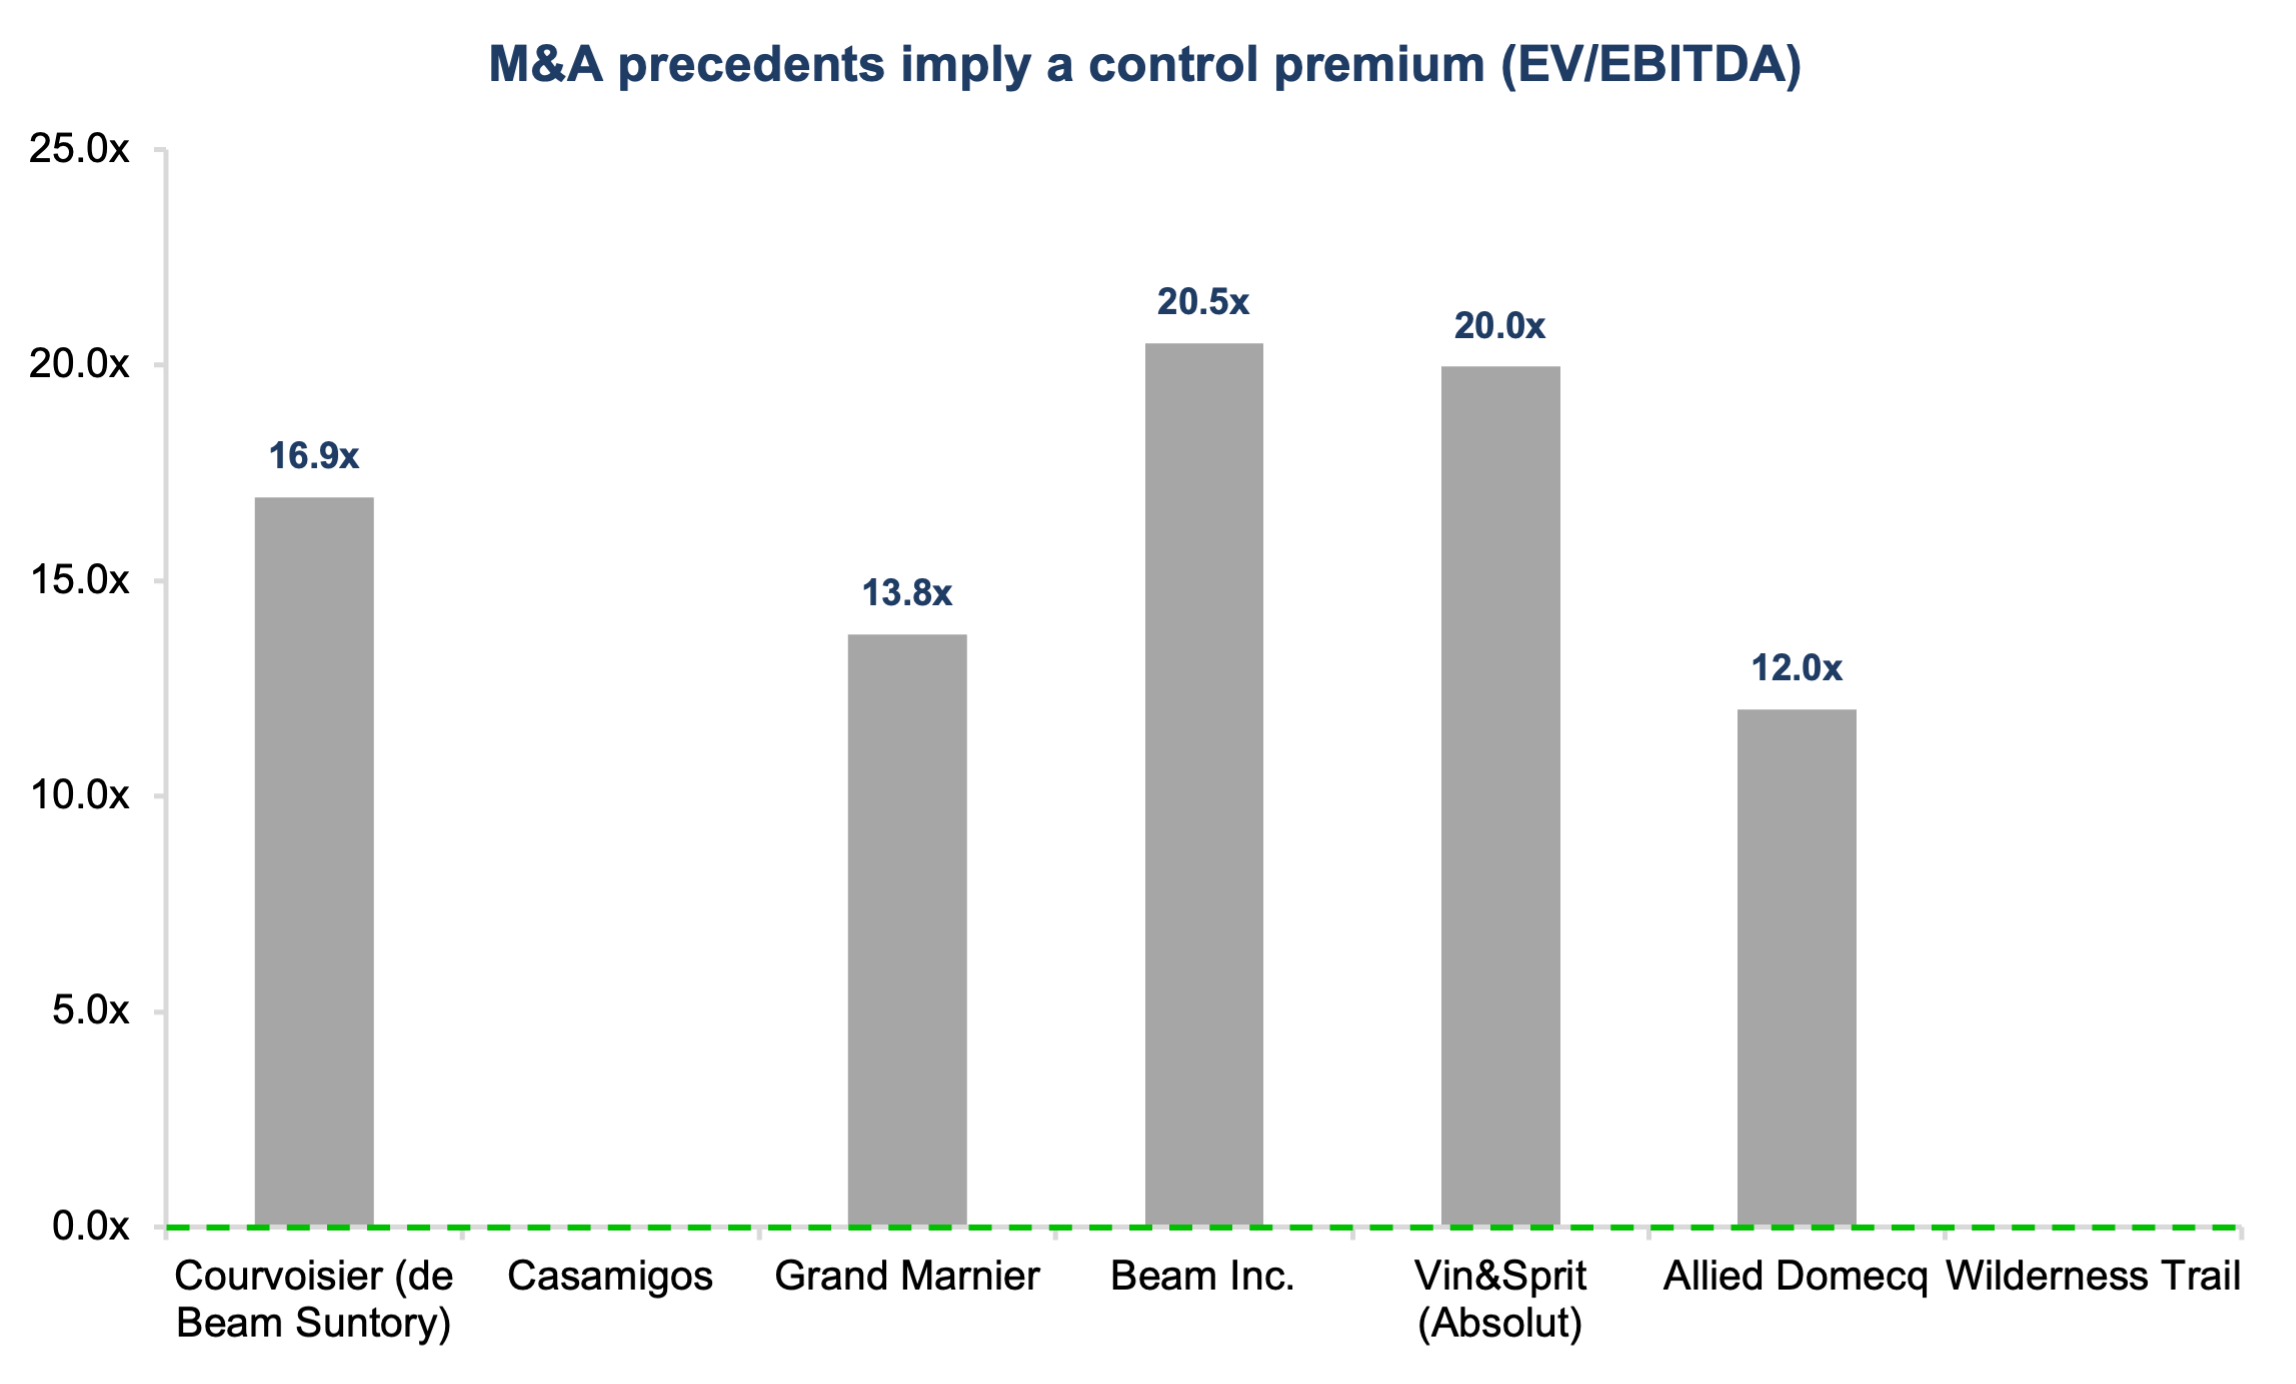 M&A precedents imply a control premium (EV/EBITDA)
25.0x
20.0x
15.0x
10.0x
5.0x
0.0x
16.9x
13.8x
20.5x
20.0x
12.0x
Courvoisier (de
Beam Suntory)
Casamigos
Grand Marnier
Beam Inc.
Vin&Sprit
(Absolut)
Allied Domecq
Wilderness Trail